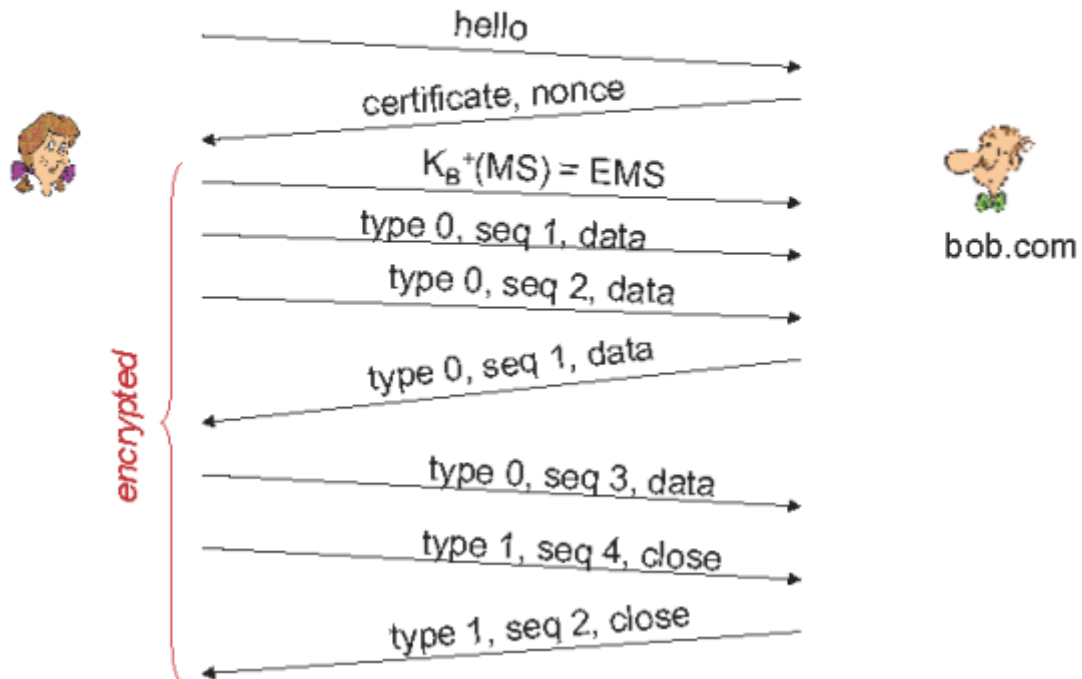 hello
certificate, nonce
K_B⁺(MS) = EMS
type 0, seq 1, data
bob.com
type 0, seq 2, data
type 0, seq 1, data
encrypted
type 0, seq 3, data
type 1, seq 4, close
type 1, seq 2, close